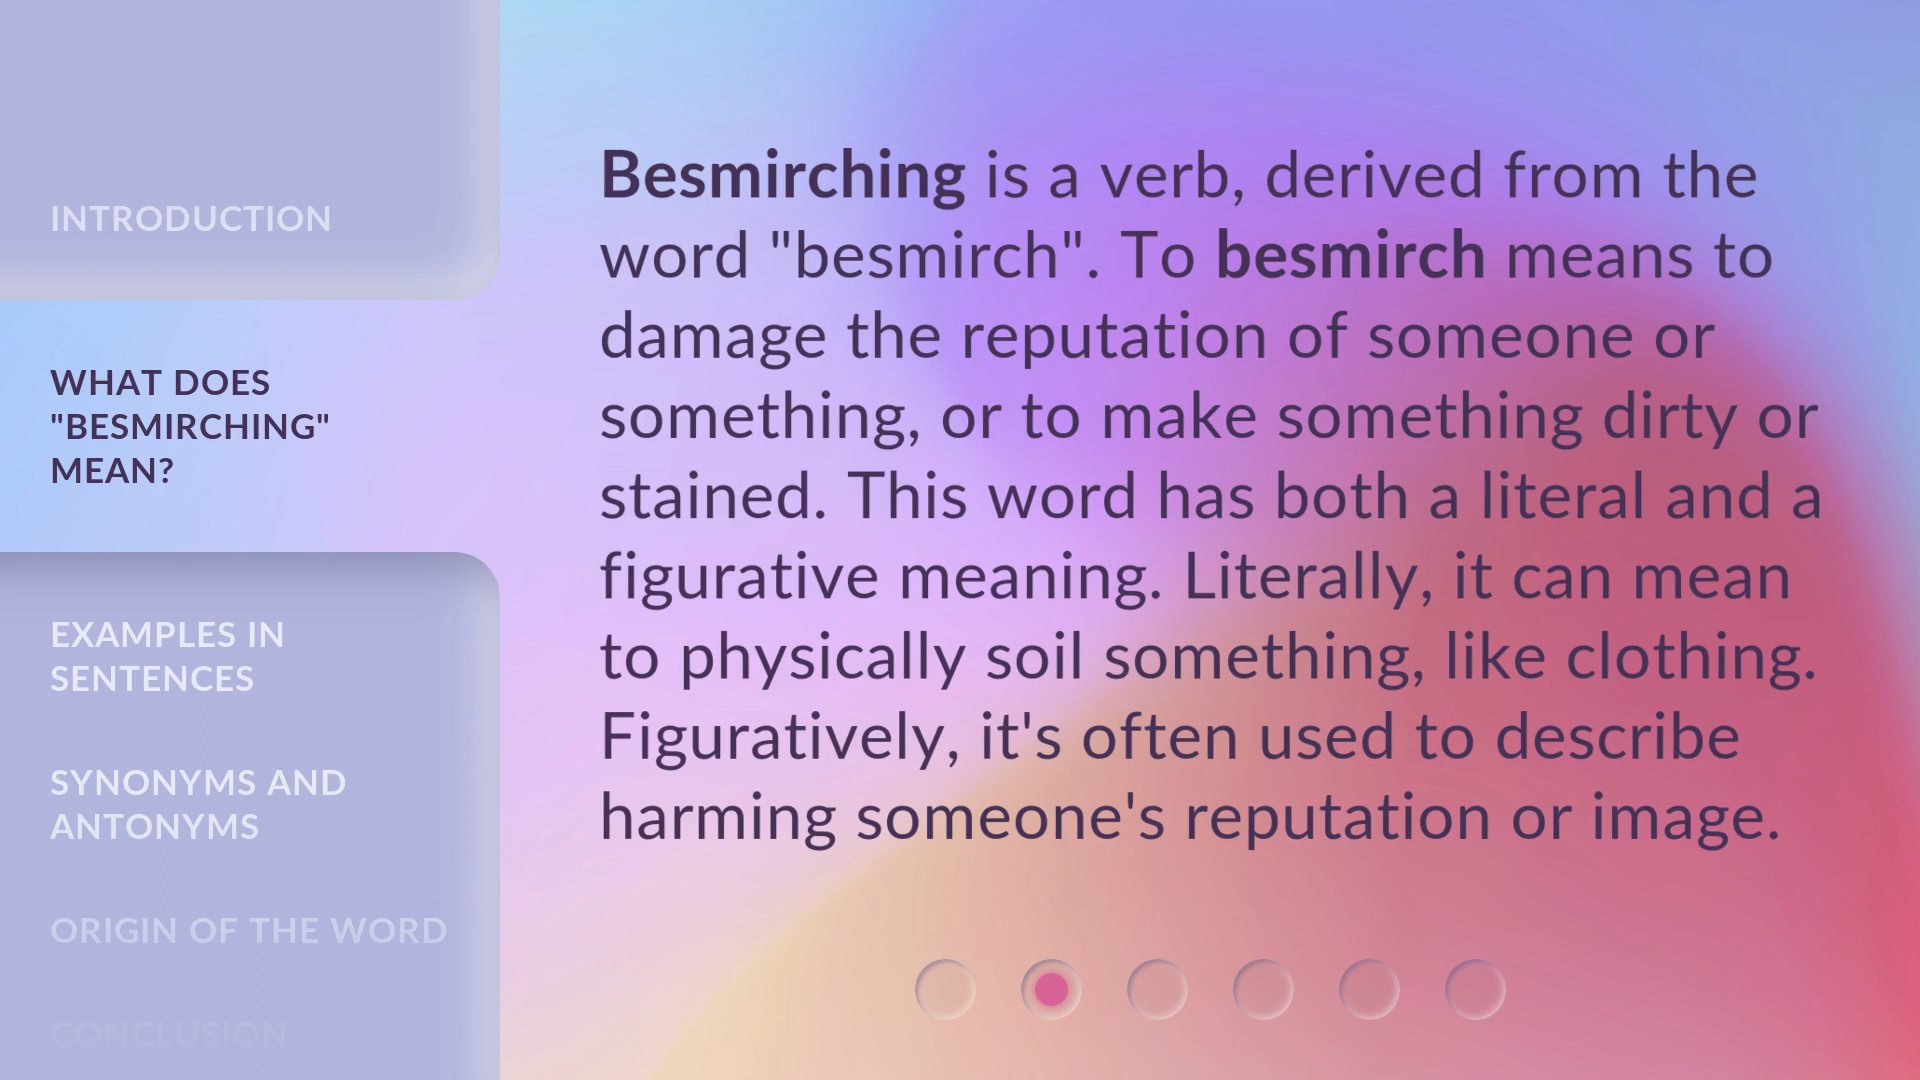 INTRODUCTION
WHAT DOES
"BESMIRCHING"
MEAN?
EXAMPLES IN
SENTENCES
SYNONYMS AND
ANTONYMS
ORIGIN OF THE WORD
CONCLUSION
Besmirching is a verb, derived from the
word "besmirch". To besmirch means to
damage the reputation of someone or
something, or to make something dirty or
stained. This word has both a literal and a
figurative meaning. Literally, it can mean
to physically soil something, like clothing.
Figuratively, it's often used to describe
harming someone's reputation or image.